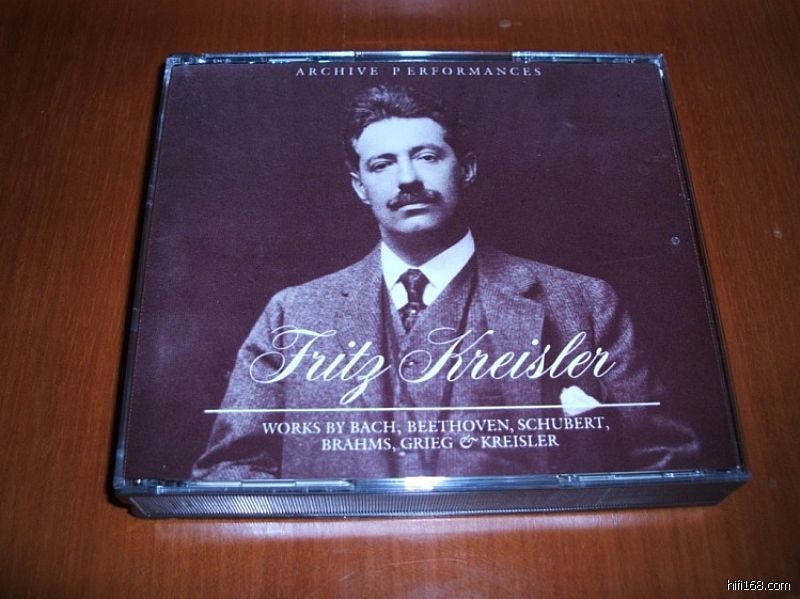 ARCHIVE PERFORMANCES
Fritz Kreisler
WORKS BY BACH, BEETHOVEN, SCHUBERT,
BRAHMS, GRIEG & KREISLER
hifi168.com